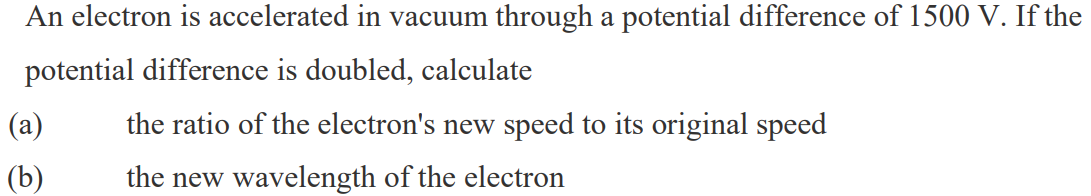 An electron is accelerated in vacuum through a potential difference of 1500 V. If the
potential difference is doubled, calculate
(a) the ratio of the electron's new speed to its original speed
(b) the new wavelength of the electron